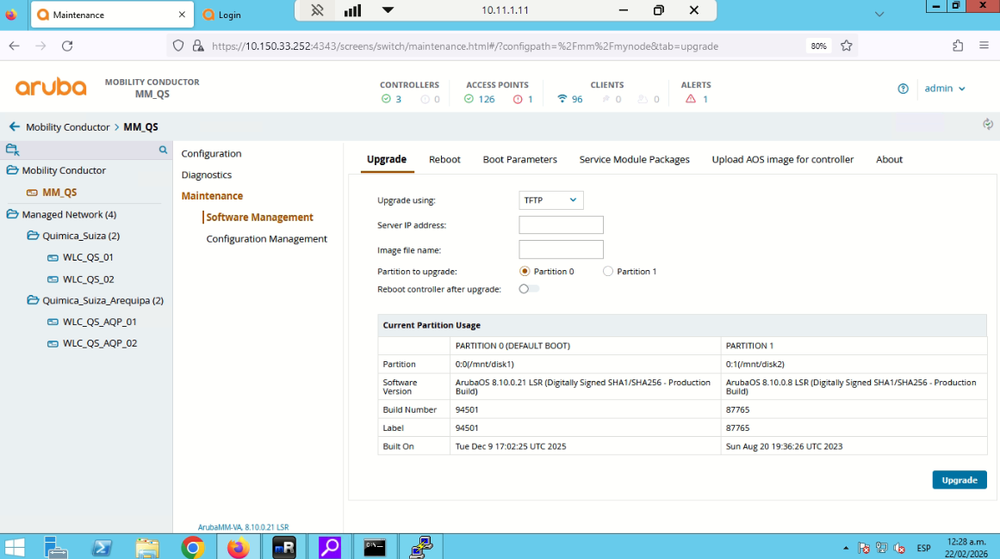 Maintenance
Login
10.11.1.11
https://10.150.33.252:4343/screens/switch/maintenance.html#/?configpath=%2Fmm%2Fmynode&tab=upgrade
80%
aruba
MOBILITY CONDUCTOR
MM_QS
CONTROLLERS
3 0
ACCESS POINTS
126 1
CLIENTS
96 0 0
ALERTS
1
admin
Mobility Conductor > MM_QS
Mobility Conductor
MM_QS
Managed Network (4)
Quimica_Suiza (2)
WLC_QS_01
WLC_QS_02
Quimica_Suiza_Arequipa (2)
WLC_QS_AQP_01
WLC_QS_AQP_02
Configuration
Diagnostics
Maintenance
Software Management
Configuration Management
ArubaMM-VA, 8.10.0.21 LSR
Upgrade Reboot Boot Parameters Service Module Packages Upload AOS image for controller About
Upgrade using: TFTP
Server IP address:
Image file name:
Partition to upgrade: Partition 0 Partition 1
Reboot controller after upgrade:
Current Partition Usage
PARTITION 0 (DEFAULT BOOT) PARTITION 1
Partition 0:0(/mnt/disk1) 0:1(/mnt/disk2)
Software Version ArubaOS 8.10.0.21 LSR (Digitally Signed SHA1/SHA256 - Production Build) ArubaOS 8.10.0.8 LSR (Digitally Signed SHA1/SHA256 - Production Build)
Build Number 94501 87765
Label 94501 87765
Built On Tue Dec 9 17:02:25 UTC 2025 Sun Aug 20 19:36:26 UTC 2023
Upgrade
ESP
12:28 a.m.
22/02/2026